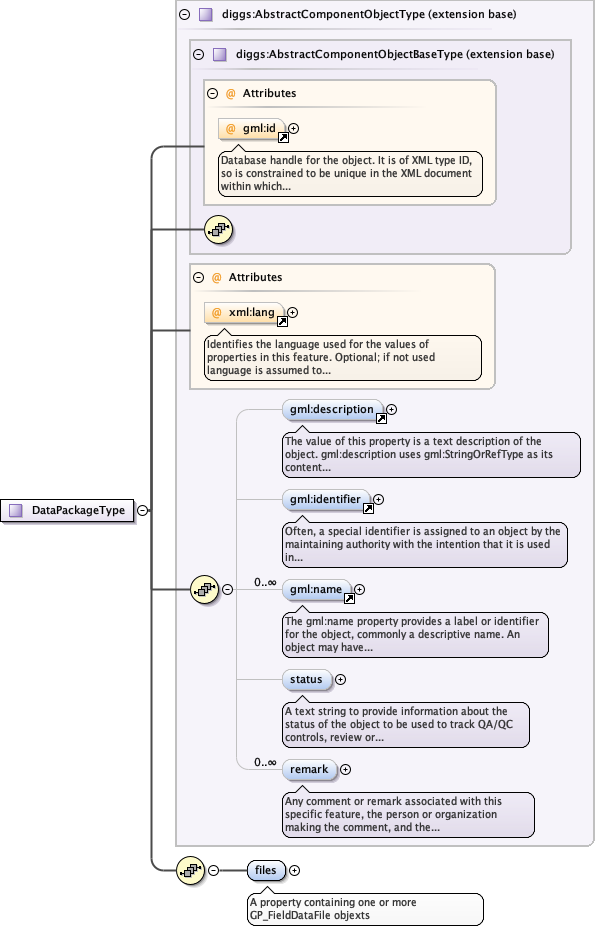 diggs:AbstractComponentObjectType (extension base)
diggs:AbstractComponentObjectBaseType (extension base)
@ Attributes
@ gml:id
Database handle for the object. It is of XML type ID,
so is constrained to be unique in the XML document
within which...
@ Attributes
@ xml:lang
Identifies the language used for the values of
properties in this feature. Optional; if not used
language is assumed to...
gml:description
The value of this property is a text description of the
object. gml:description uses gml:StringOrRefType as its
content...
DataPackageType
gml:identifier
Often, a special identifier is assigned to an object by the
maintaining authority with the intention that it is used
in...
0..∞
gml:name
The gml:name property provides a label or identifier
for the object, commonly a descriptive name. An
object may have...
status
A text string to provide information about the
status of the object to be used to track QA/QC
controls, review or...
0..∞
remark
Any comment or remark associated with this
specific feature, the person or organization
making the comment, and the...
files
A property containing one or more
GP_FieldDataFile objexts